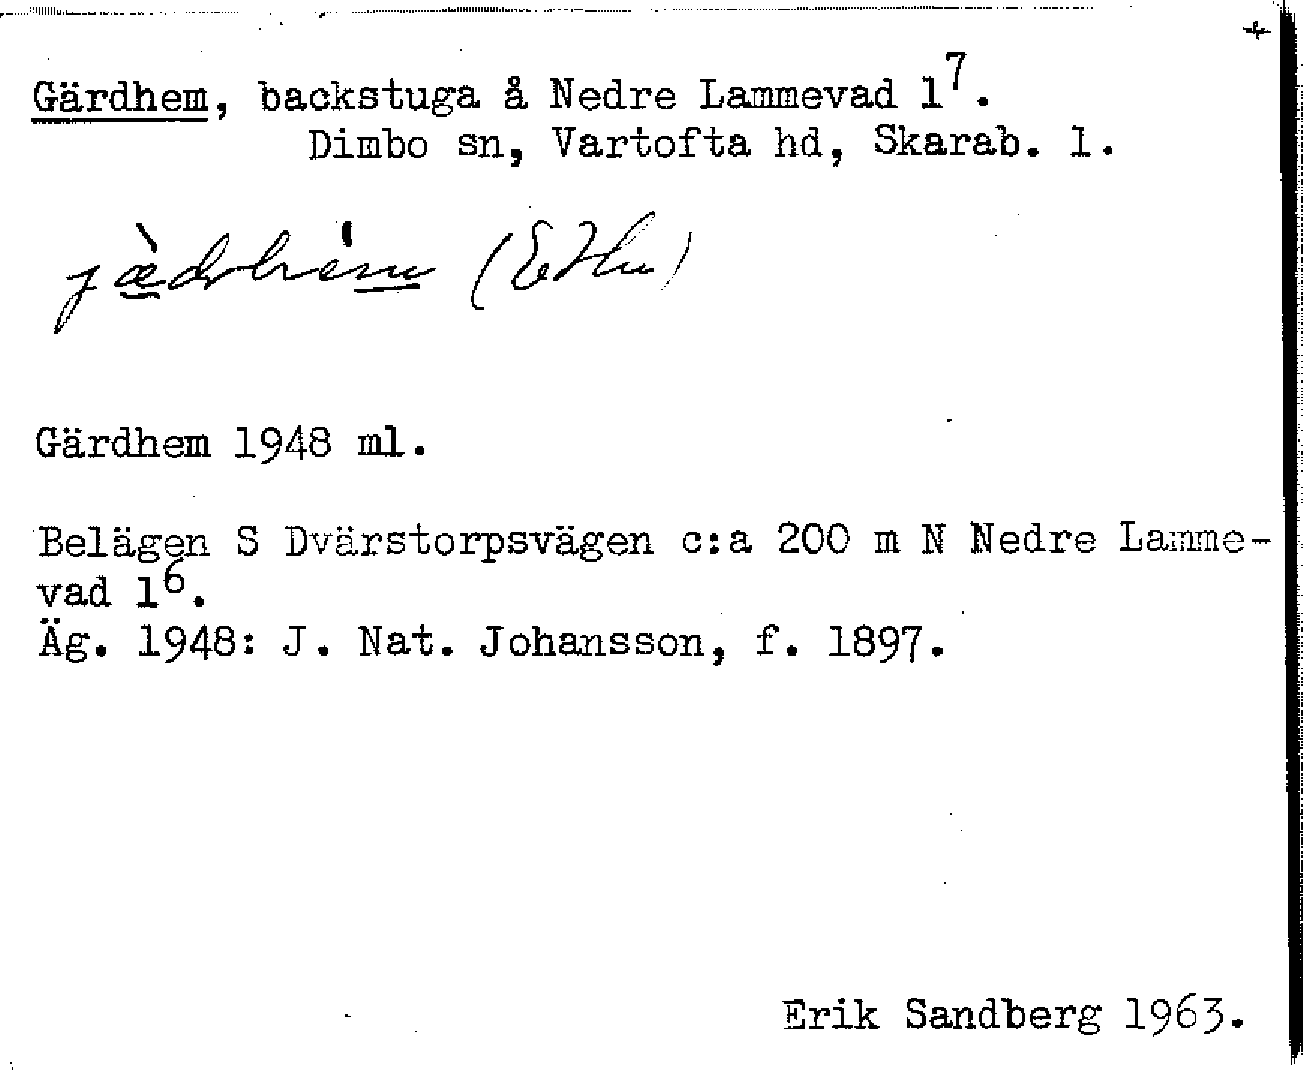 Gärdhem, backstuga å Nedre Lammevad 1⁷.
Dimbo sn, Vartofta hd, Skarab. l.
Gärdhem 1948 ml.
Belägen S Dvärstorpsvägen c:a 200 m N Nedre Lamme-
vad 1⁶.
Äg. 1948: J. Nat. Johansson, f. 1897.
Erik Sandberg 1963.